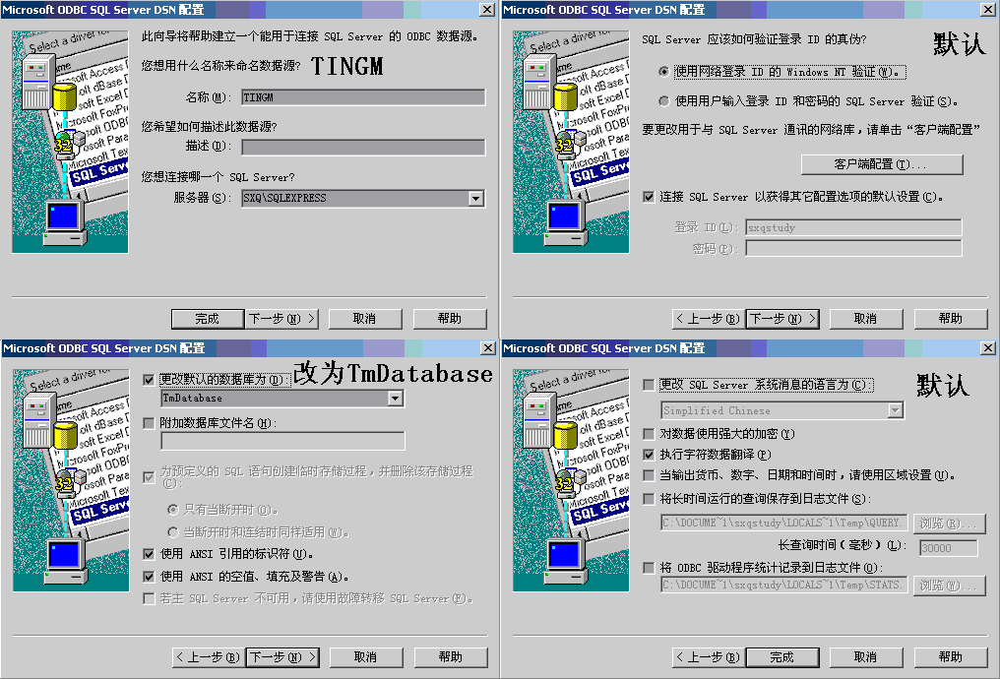 Microsoft ODBC SQL Server DSN 配置
此向导将帮助建立一个能用于连接 SQL Server 的 ODBC 数据源。
您想用什么名称来命名数据源? TINGM
名称(M): TINGM
您希望如何描述此数据源?
描述(D):
您想连接哪一个 SQL Server?
服务器(S): SXQ\SQLEXPRESS
完成 下一步(N) > 取消 帮助
Microsoft ODBC SQL Server DSN 配置
SQL Server 应该如何验证登录 ID 的真伪? 默认
使用网络登录 ID 的 Windows NT 验证(W)。
使用用户输入登录 ID 和密码的 SQL Server 验证(S)。
要更改用于与 SQL Server 通讯的网络库,请单击“客户端配置”
客户端配置(T)...
连接 SQL Server 以获得其它配置选项的默认设置(C)。
登录 ID(L): sxqstudy
密码(P):
< 上一步(B) 下一步(N) > 取消 帮助
Microsoft ODBC SQL Server DSN 配置
更改默认的数据库为(D): 改为TmDatabase
TmDatabase
附加数据库文件名(H):
为预定义的 SQL 语句创建临时存储过程,并删除该存储过程
(C):
只有当断开时(O)。
当断开时和连结时同样适用(W)。
使用 ANSI 引用的标识符(U)。
使用 ANSI 的空值、填充及警告(A)。
若主 SQL Server 不可用,请使用故障转移 SQL Server(F)。
< 上一步(B) 下一步(N) > 取消 帮助
Microsoft ODBC SQL Server DSN 配置
更改 SQL Server 系统消息的语言为(C): 默认
Simplified Chinese
对数据使用强大的加密(Y)
执行字符数据翻译(P)
当输出货币、数字、日期和时间时,请使用区域设置(U)。
将长时间运行的查询保存到日志文件(S):
C:\DOCUME~1\sxqstudy\LOCALS~1\Temp\QUERY. 浏览(R)...
长查询时间(毫秒)(L): 30000
将 ODBC 驱动程序统计记录到日志文件(O):
C:\DOCUME~1\sxqstudy\LOCALS~1\Temp\STATS. 浏览(W)...
< 上一步(B) 完成 取消 帮助